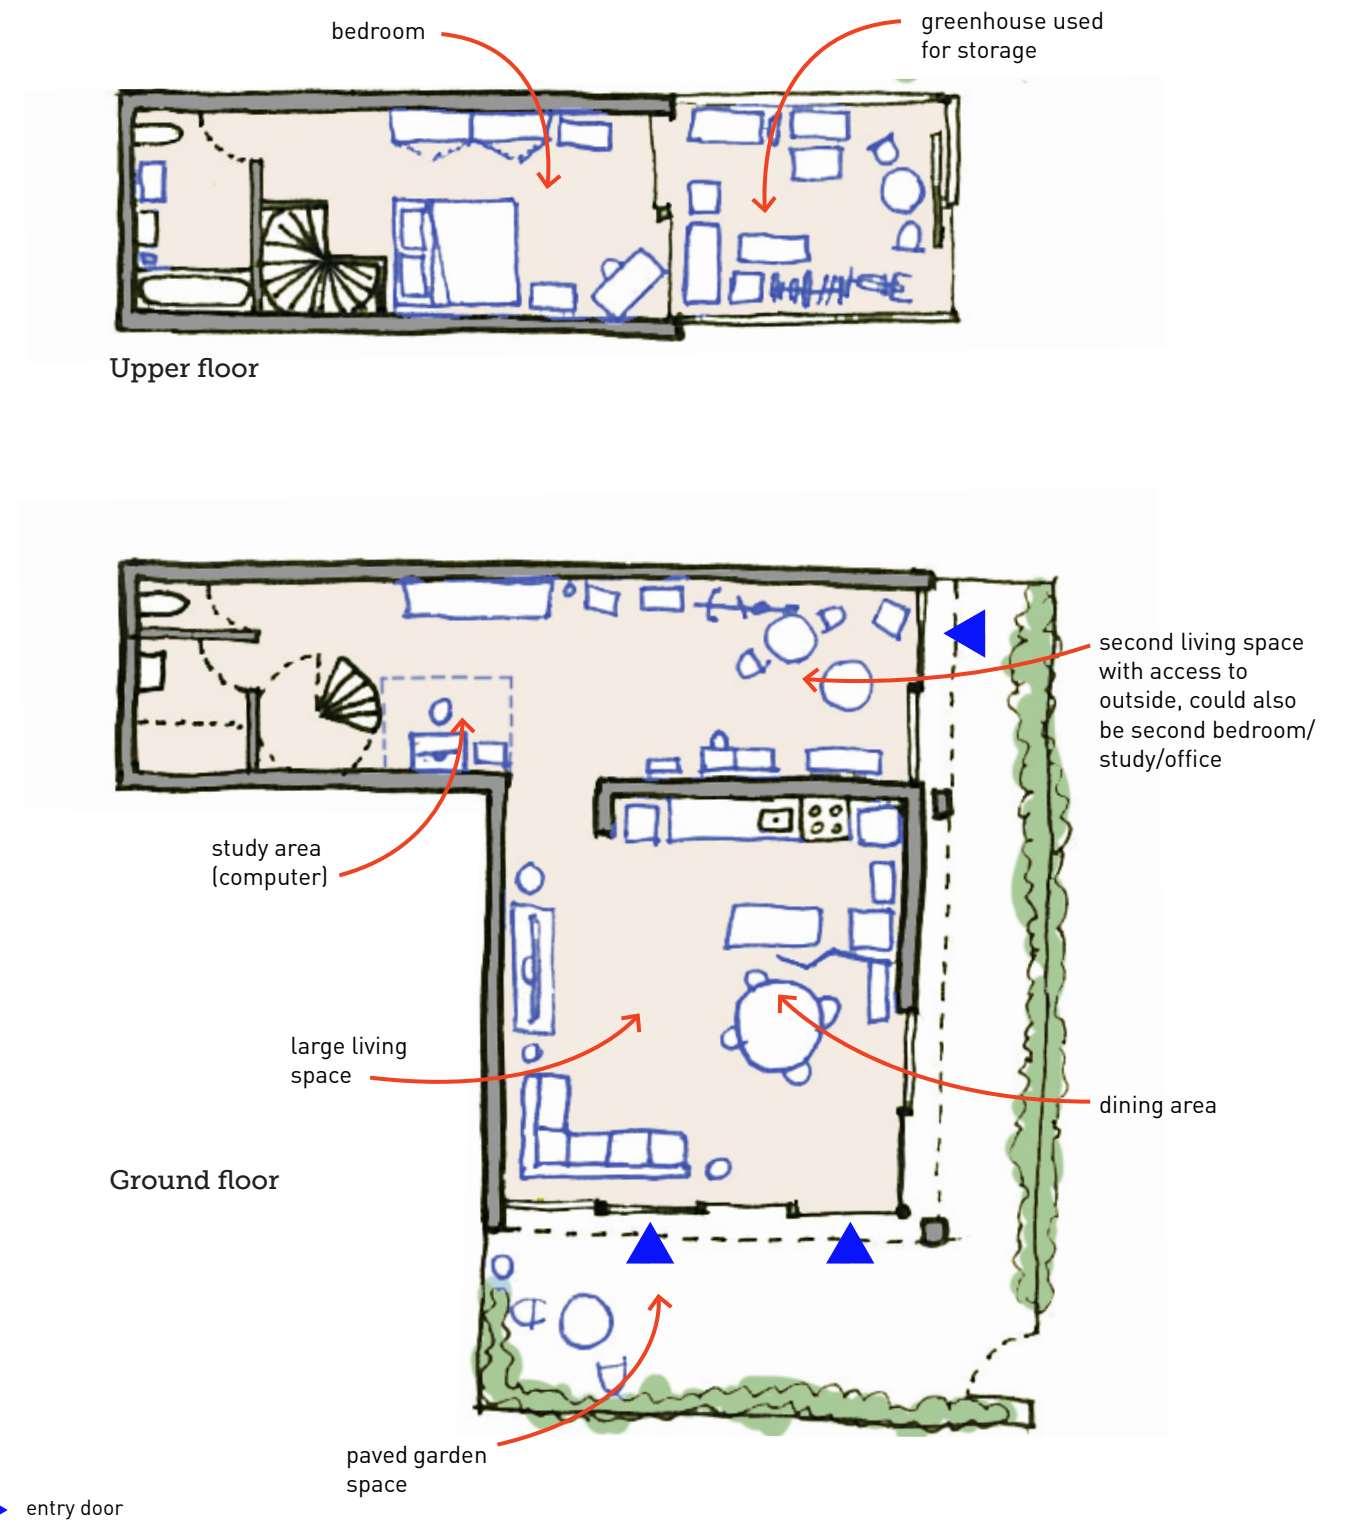 bedroom
greenhouse used
for storage
Upper floor
second living space
with access to
outside, could also
be second bedroom/
study/office
study area
(computer)
large living
space
dining area
Ground floor
paved garden
space
entry door